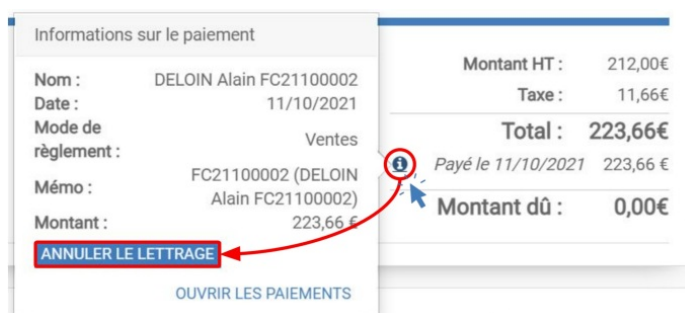 Informations sur le paiement
Nom : DELOIN Alain FC21100002
Date : 11/10/2021
Mode de règlement : Ventes
Mémo : FC21100002 (DELOIN Alain FC21100002)
Montant : 223,66 €
ANNULER LE LETTRAGE
OUVRIR LES PAIEMENTS
Montant HT : 212,00€
Taxe : 11,66€
Total : 223,66€
Payé le 11/10/2021 223,66 €
Montant dû : 0,00€